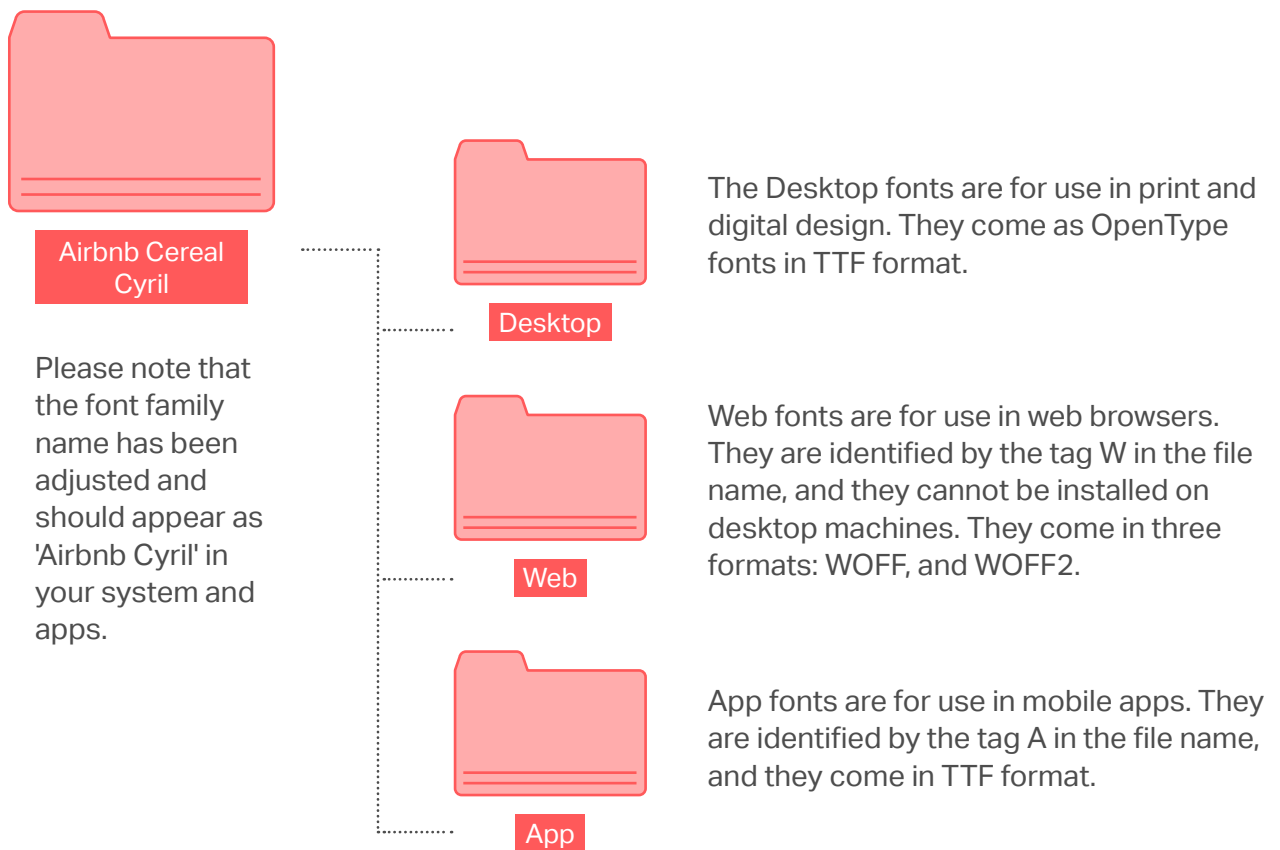 Airbnb Cereal
Cyril
Please note that
the font family
name has been
adjusted and
should appear as
'Airbnb Cyril' in
your system and
apps.
Desktop
The Desktop fonts are for use in print and
digital design. They come as OpenType
fonts in TTF format.
Web
Web fonts are for use in web browsers.
They are identified by the tag W in the file
name, and they cannot be installed on
desktop machines. They come in three
formats: WOFF, and WOFF2.
App
App fonts are for use in mobile apps. They
are identified by the tag A in the file name,
and they come in TTF format.